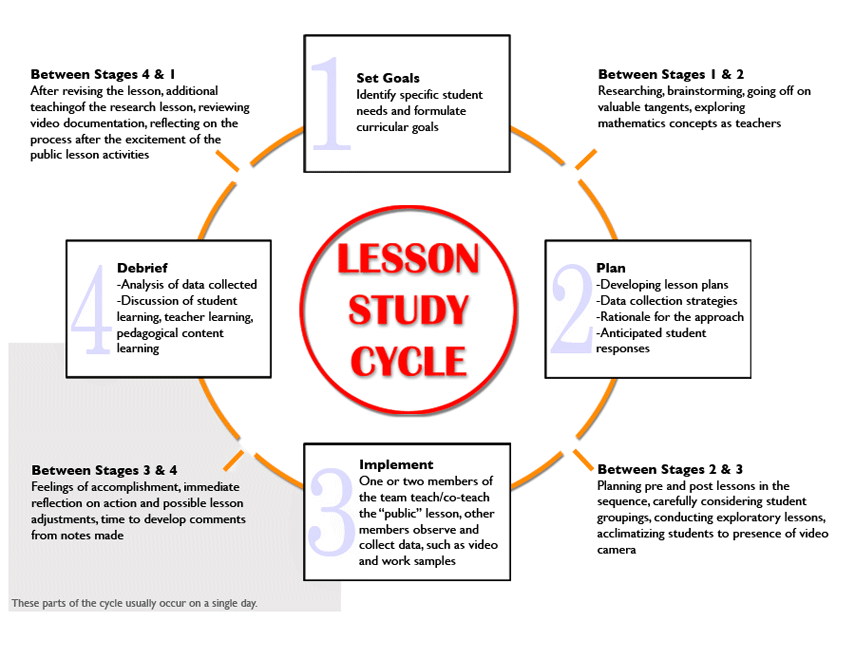 Between Stages 4 & 1
After revising the lesson, additional
teachingof the research lesson, reviewing
video documentation, reflecting on the
process after the excitement of the
public lesson activities
1
Set Goals
Identify specific student
needs and formulate
curricular goals
Between Stages 1 & 2
Researching, brainstorming, going off on
valuable tangents, exploring
mathematics concepts as teachers
4
Debrief
-Analysis of data collected
-Discussion of student
learning, teacher learning,
pedagogical content
learning
LESSON
STUDY
CYCLE
2
Plan
-Developing lesson plans
-Data collection strategies
-Rationale for the approach
-Anticipated student
responses
Between Stages 3 & 4
Feelings of accomplishment, immediate
reflection on action and possible lesson
adjustments, time to develop comments
from notes made
3
Implement
One or two members of
the team teach/co-teach
the “public” lesson, other
members observe and
collect data, such as video
and work samples
Between Stages 2 & 3
Planning pre and post lessons in the
sequence, carefully considering student
groupings, conducting exploratory lessons,
acclimatizing students to presence of video
camera
These parts of the cycle usually occur on a single day.